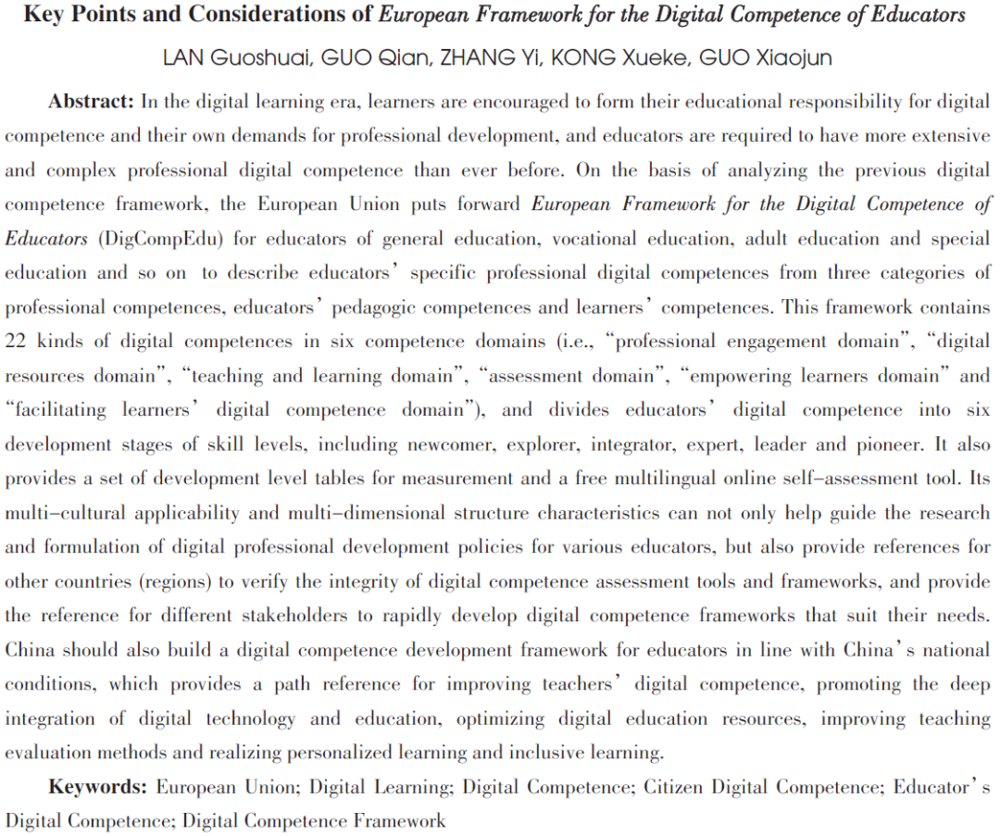 Key Points and Considerations of European Framework for the Digital Competence of Educators
LAN Guoshuai, GUO Qian, ZHANG Yi, KONG Xueke, GUO Xiaojun
Abstract: In the digital learning era, learners are encouraged to form their educational responsibility for digital
competence and their own demands for professional development, and educators are required to have more extensive
and complex professional digital competence than ever before. On the basis of analyzing the previous digital
competence framework, the European Union puts forward European Framework for the Digital Competence of
Educators (DigCompEdu) for educators of general education, vocational education, adult education and special
education and so on to describe educators’ specific professional digital competences from three categories of
professional competences, educators’ pedagogic competences and learners’ competences. This framework contains
22 kinds of digital competences in six competence domains (i.e., “professional engagement domain”, “digital
resources domain”, “teaching and learning domain”, “assessment domain”, “empowering learners domain” and
“facilitating learners’ digital competence domain”), and divides educators’ digital competence into six
development stages of skill levels, including newcomer, explorer, integrator, expert, leader and pioneer. It also
provides a set of development level tables for measurement and a free multilingual online self-assessment tool. Its
multi-cultural applicability and multi-dimensional structure characteristics can not only help guide the research
and formulation of digital professional development policies for various educators, but also provide references for
other countries (regions) to verify the integrity of digital competence assessment tools and frameworks, and provide
the reference for different stakeholders to rapidly develop digital competence frameworks that suit their needs.
China should also build a digital competence development framework for educators in line with China’s national
conditions, which provides a path reference for improving teachers’ digital competence, promoting the deep
integration of digital technology and education, optimizing digital education resources, improving teaching
evaluation methods and realizing personalized learning and inclusive learning.
Keywords: European Union; Digital Learning; Digital Competence; Citizen Digital Competence; Educator’s
Digital Competence; Digital Competence Framework